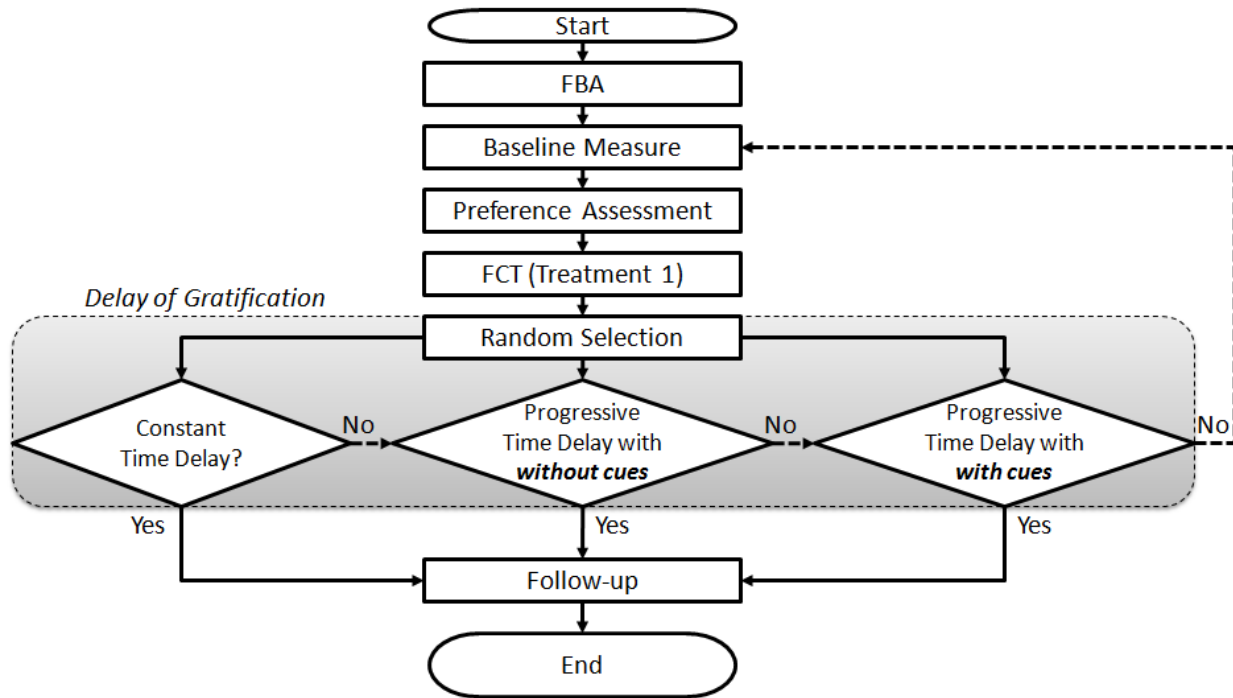 Start
FBA
Baseline Measure
Preference Assessment
FCT (Treatment 1)
Delay of Gratification
Random Selection
Constant
Time Delay?
No
Progressive
Time Delay with
without cues
No
Progressive
Time Delay with
with cues
No
Yes
Yes
Yes
Follow-up
End